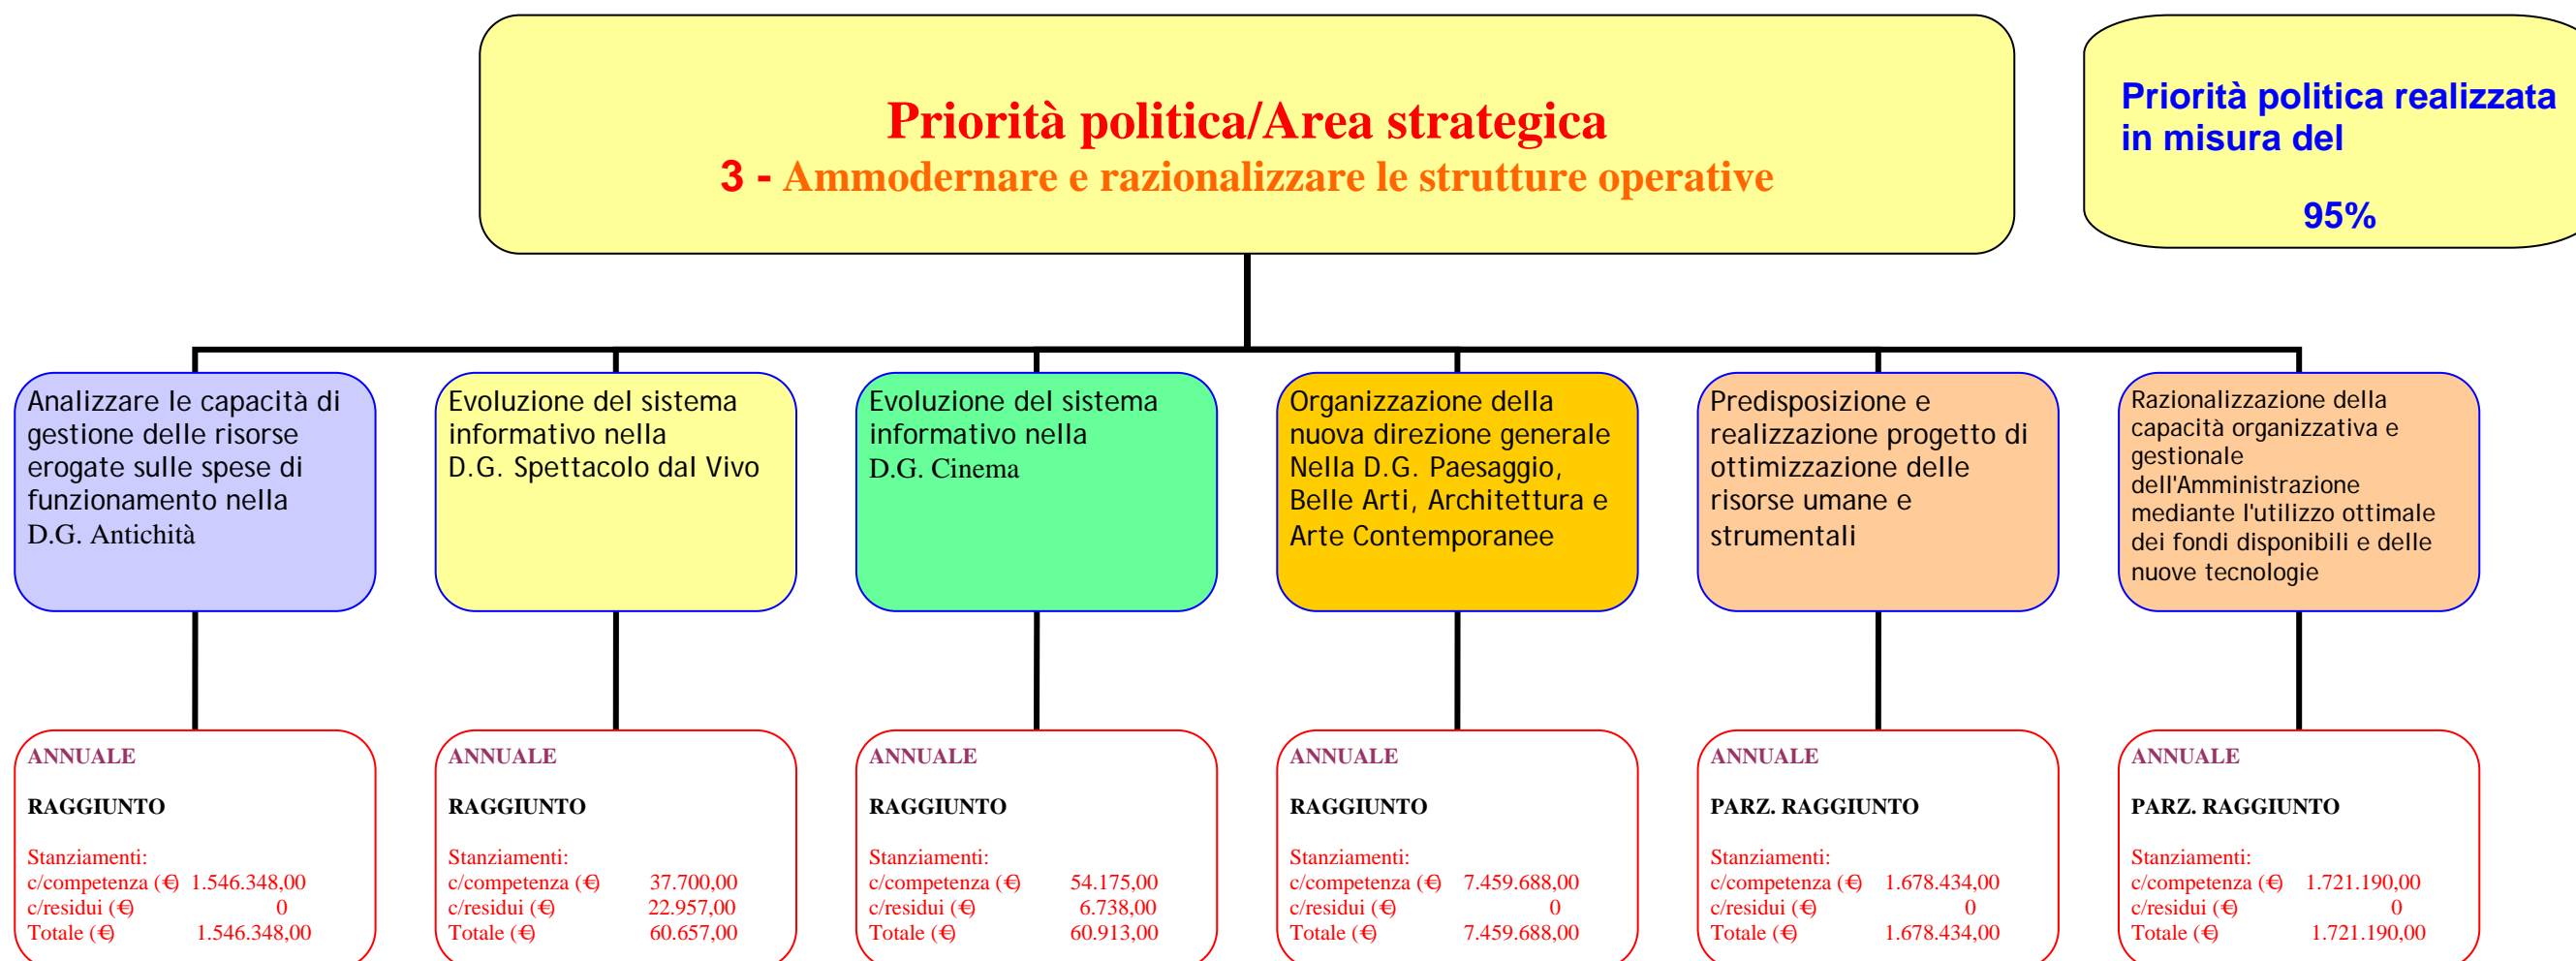 Priorità politica/Area strategica
3 - Ammodernare e razionalizzare le strutture operative
Priorità politica realizzata
in misura del
95%
Analizzare le capacità di
gestione delle risorse
erogate sulle spese di
funzionamento nella
D.G. Antichità
Evoluzione del sistema
informativo nella
D.G. Spettacolo dal Vivo
Evoluzione del sistema
informativo nella
D.G. Cinema
Organizzazione della
nuova direzione generale
Nella D.G. Paesaggio,
Belle Arti, Architettura e
Arte Contemporanee
Predisposizione e
realizzazione progetto di
ottimizzazione delle
risorse umane e
strumentali
Razionalizzazione della
capacità organizzativa e
gestionale
dell'Amministrazione
mediante l'utilizzo ottimale
dei fondi disponibili e delle
nuove tecnologie
ANNUALE
RAGGIUNTO
Stanziamenti:
c/competenza (€) 1.546.348,00
c/residui (€) 0
Totale (€) 1.546.348,00
ANNUALE
RAGGIUNTO
Stanziamenti:
c/competenza (€) 37.700,00
c/residui (€) 22.957,00
Totale (€) 60.657,00
ANNUALE
RAGGIUNTO
Stanziamenti:
c/competenza (€) 54.175,00
c/residui (€) 6.738,00
Totale (€) 60.913,00
ANNUALE
RAGGIUNTO
Stanziamenti:
c/competenza (€) 7.459.688,00
c/residui (€) 0
Totale (€) 7.459.688,00
ANNUALE
PARZ. RAGGIUNTO
Stanziamenti:
c/competenza (€) 1.678.434,00
c/residui (€) 0
Totale (€) 1.678.434,00
ANNUALE
PARZ. RAGGIUNTO
Stanziamenti:
c/competenza (€) 1.721.190,00
c/residui (€) 0
Totale (€) 1.721.190,00